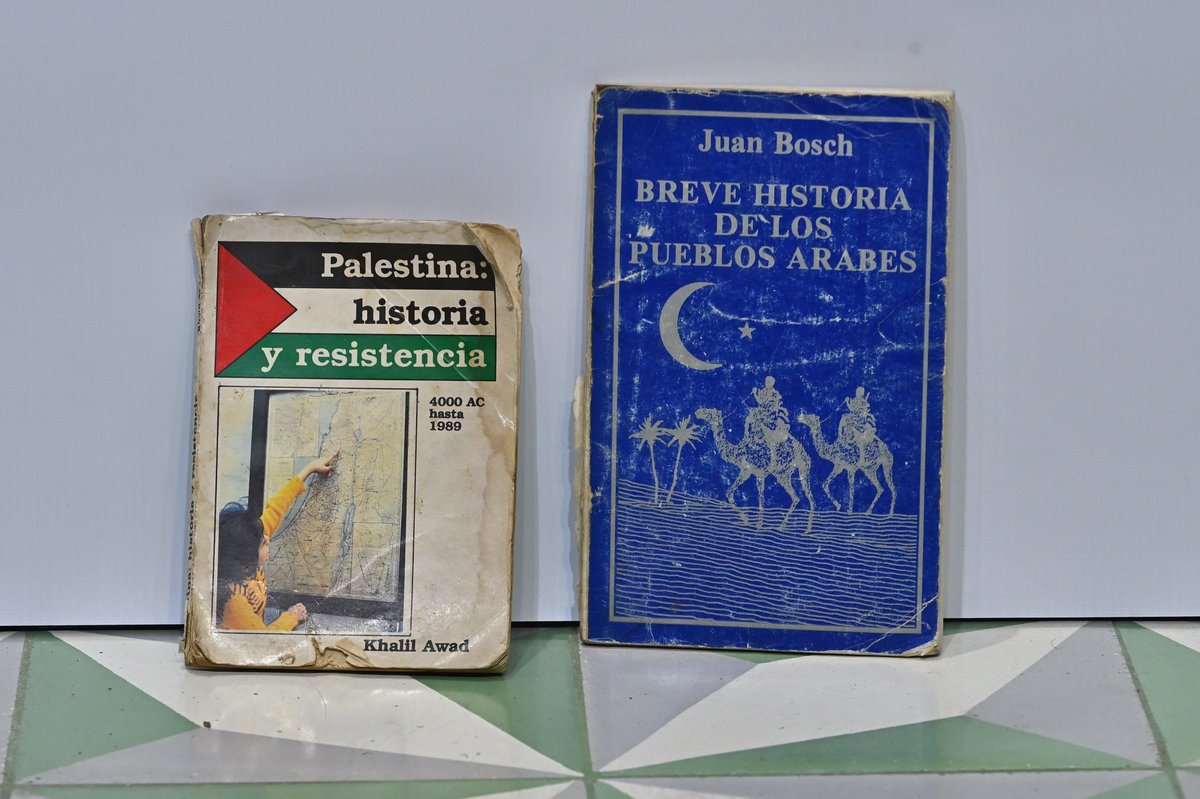 Palestina:
historia
y resistencia
4000 AC
hasta
1989
Khalil Awad
Juan Bosch
BREVE HISTORIA
DE LOS
PUEBLOS ARABES